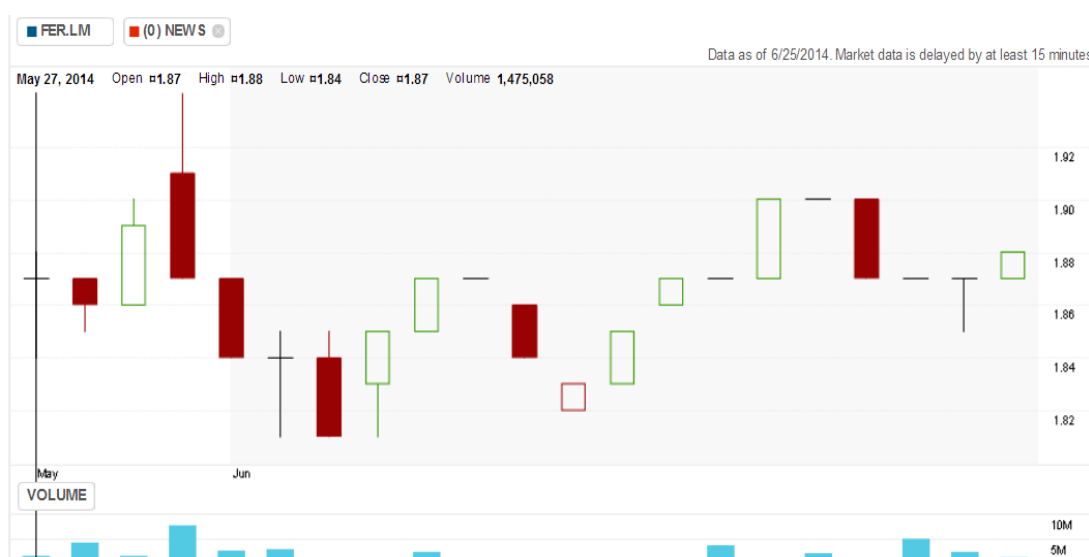 FER.LM (0) NEWS
Data as of 6/25/2014. Market data is delayed by at least 15 minutes
May 27, 2014 Open ¤1.87 High ¤1.88 Low ¤1.84 Close ¤1.87 Volume 1,475,058
1.92
1.90
1.88
1.86
1.84
1.82
May Jun
VOLUME
10M
5M